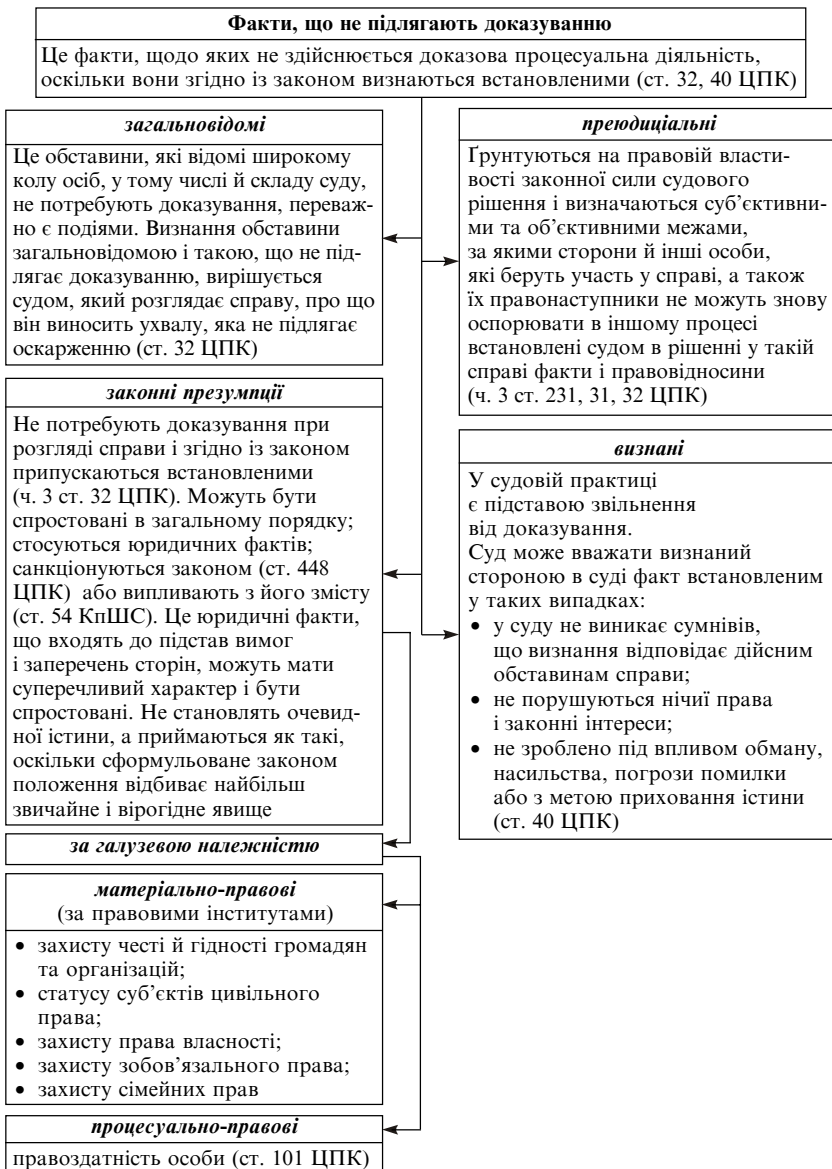 Факти, що не підлягають доказуванню
Це факти, щодо яких не здійснюється доказова процесуальна діяльність,
оскільки вони згідно із законом визнаються встановленими (ст. 32, 40 ЦПК)
загальновідомі
Це обставини, які відомі широкому
колу осіб, у тому числі й складу суду,
не потребують доказування, переваж-
но є подіями. Визнання обставини
загальновідомою і такою, що не під-
лягає доказуванню, вирішується
судом, який розглядає справу, про що
він виносить ухвалу, яка не підлягає
оскарженню (ст. 32 ЦПК)
преюдиціальні
Ґрунтуються на правовій власти-
вості законної сили судового
рішення і визначаються суб’єктивни-
ми та об’єктивними межами,
за якими сторони й інші особи,
які беруть участь у справі, а також
їх правонаступники не можуть знову
оспорювати в іншому процесі
встановлені судом в рішенні у такій
справі факти і правовідносини
(ч. 3 ст. 231, 31, 32 ЦПК)
законні презумпції
Не потребують доказування при
розгляді справи і згідно із законом
припускаються встановленими
(ч. 3 ст. 32 ЦПК). Можуть бути
спростовані в загальному порядку;
стосуються юридичних фактів;
санкціонуються законом (ст. 448
ЦПК) або випливають з його змісту
(ст. 54 КпШС). Це юридичні факти,
що входять до підстав вимог
і заперечень сторін, можуть мати
суперечливий характер і бути
спростовані. Не становлять очевид-
ної істини, а приймаються як такі,
оскільки сформульоване законом
положення відбиває найбільш
звичайне і вірогідне явище
визнані
У судовій практиці
є підставою звільнення
від доказування.
Суд може вважати визнаний
стороною в суді факт встановленим
у таких випадках:
• у суду не виникає сумнівів,
що визнання відповідає дійсним
обставинам справи;
• не порушуються нічиї права
і законні інтереси;
• не зроблено під впливом обману,
насильства, погрози помилки
або з метою приховання істини
(ст. 40 ЦПК)
за галузевою належністю
матеріально-правові
(за правовими інститутами)
• захисту честі й гідності громадян
та організацій;
• статусу суб’єктів цивільного
права;
• захисту права власності;
• захисту зобов’язального права;
• захисту сімейних прав
процесуально-правові
правоздатність особи (ст. 101 ЦПК)